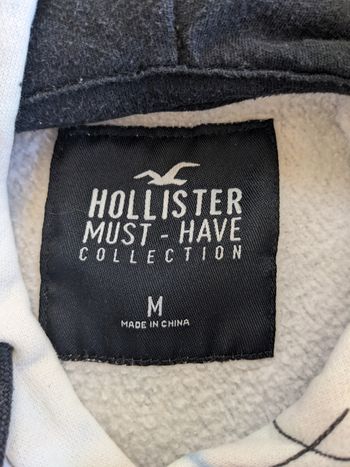 HOLLISTER
MUST - HAVE
COLLECTION
M
MADE IN CHINA